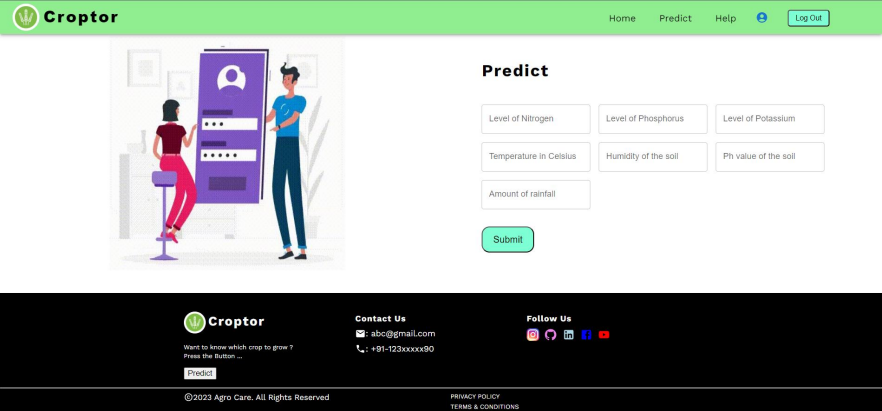 Croptor
Home Predict Help Log Out
Predict
Level of Nitrogen Level of Phosphorus Level of Potassium
Temperature in Celsius Humidity of the soil Ph value of the soil
Amount of rainfall
Submit
Croptor
Want to know which crop to grow ?
Press the Button ...
Predict
Contact Us
: abc@gmail.com
: +91-123xxxxx90
Follow Us
©2023 Agro Care. All Rights Reserved
PRIVACY POLICY
TERMS & CONDITIONS